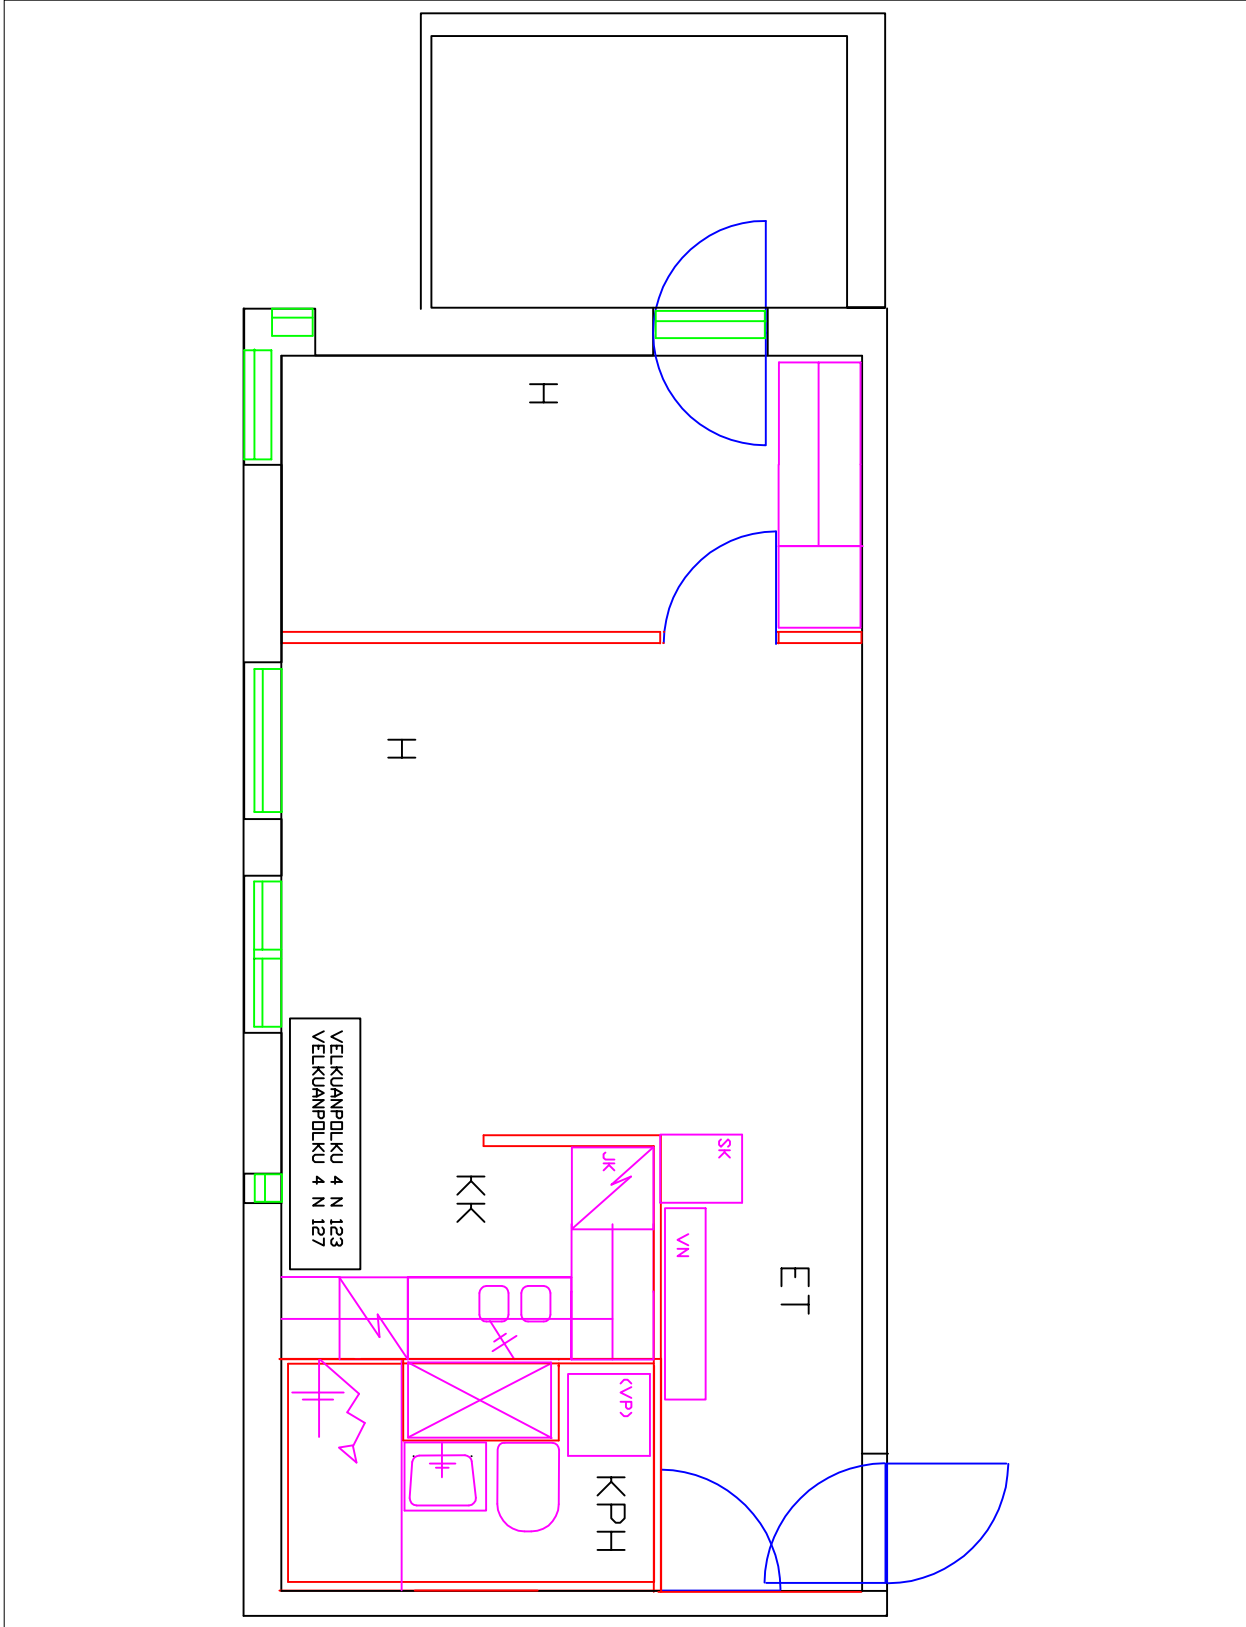 H
H
VELKUANPOLKU 4 N 123
VELKUANPOLKU 4 N 127
SK
JK
KK
VN
ET
(VP)
KPH